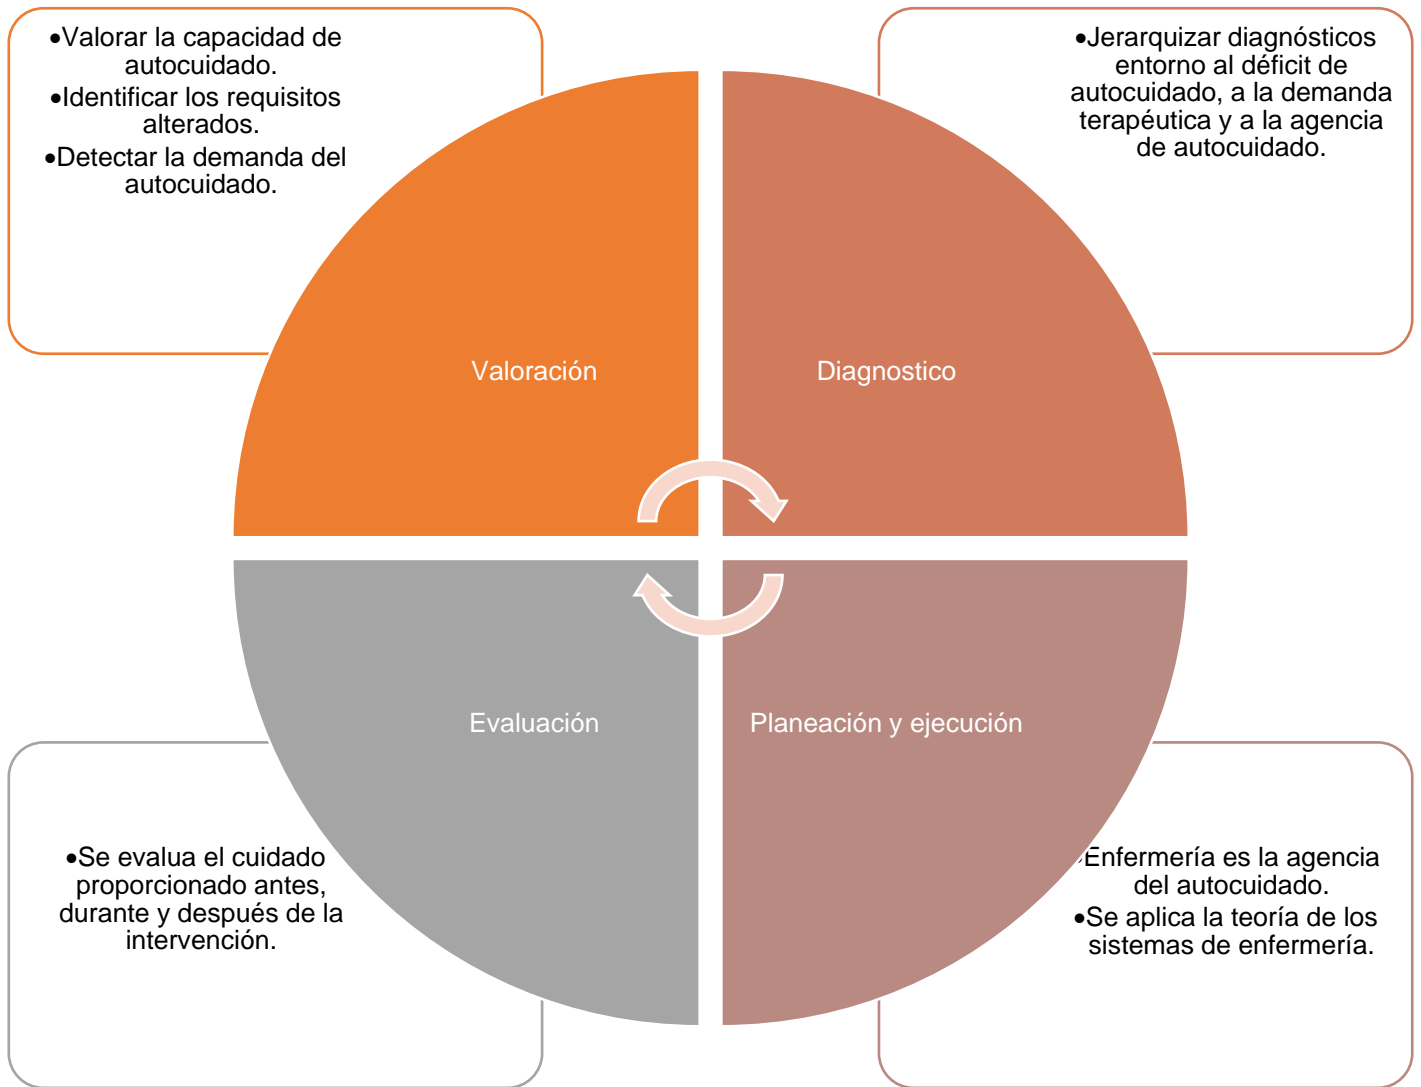 •Valorar la capacidad de
autocuidado.
•Identificar los requisitos
alterados.
•Detectar la demanda del
autocuidado.
•Jerarquizar diagnósticos
entorno al déficit de
autocuidado, a la demanda
terapéutica y a la agencia
de autocuidado.
Valoración
Diagnostico
Evaluación
Planeación y ejecución
•Se evalua el cuidado
proporcionado antes,
durante y después de la
intervención.
•Enfermería es la agencia
del autocuidado.
•Se aplica la teoría de los
sistemas de enfermería.